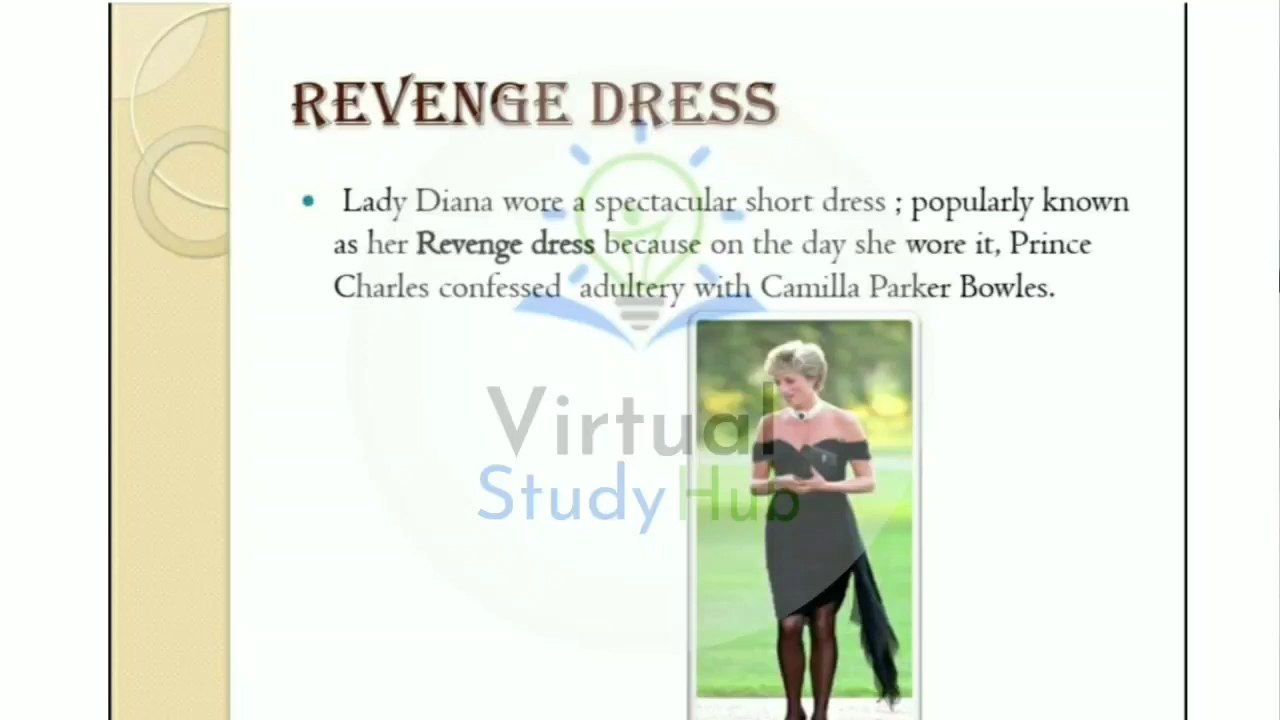 REVENGE DRESS
Lady Diana wore a spectacular short dress ; popularly known
as her Revenge dress because on the day she wore it, Prince
Charles confessed adultery with Camilla Parker Bowles.
Virtual
Study Hub